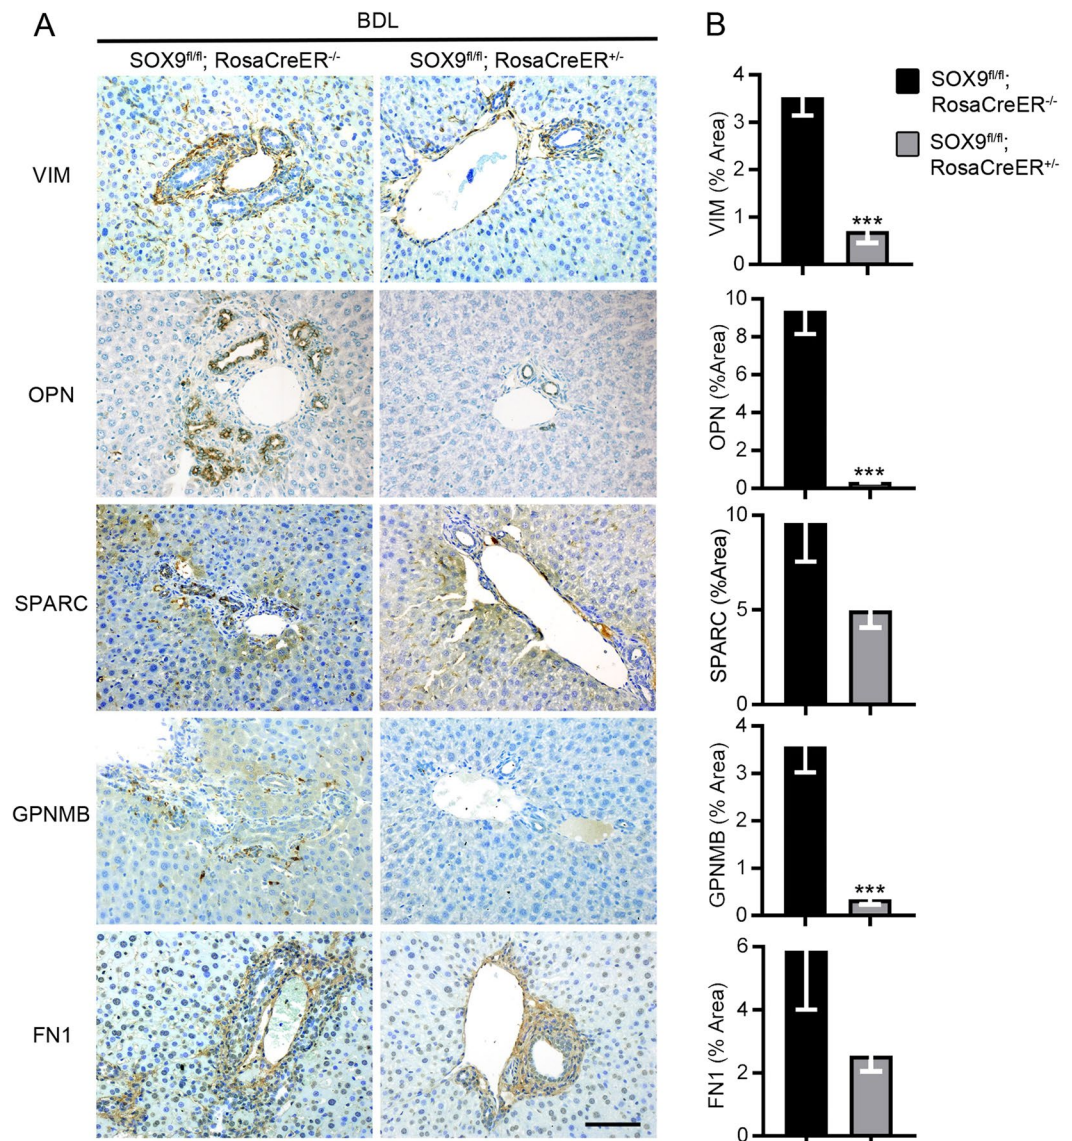 A
BDL
SOX9fl/fl; RosaCreER-/-
SOX9fl/fl; RosaCreER+/-
VIM
OPN
SPARC
GPNMB
FN1
B
SOX9fl/fl;
RosaCreER-/-
SOX9fl/fl;
RosaCreER+/-
VIM (% Area)
4
3
2
1
0
***
OPN (%Area)
10
8
6
4
2
0
***
SPARC (%Area)
10
5
0
GPNMB (% Area)
4
3
2
1
0
***
FN1 (% Area)
6
4
2
0